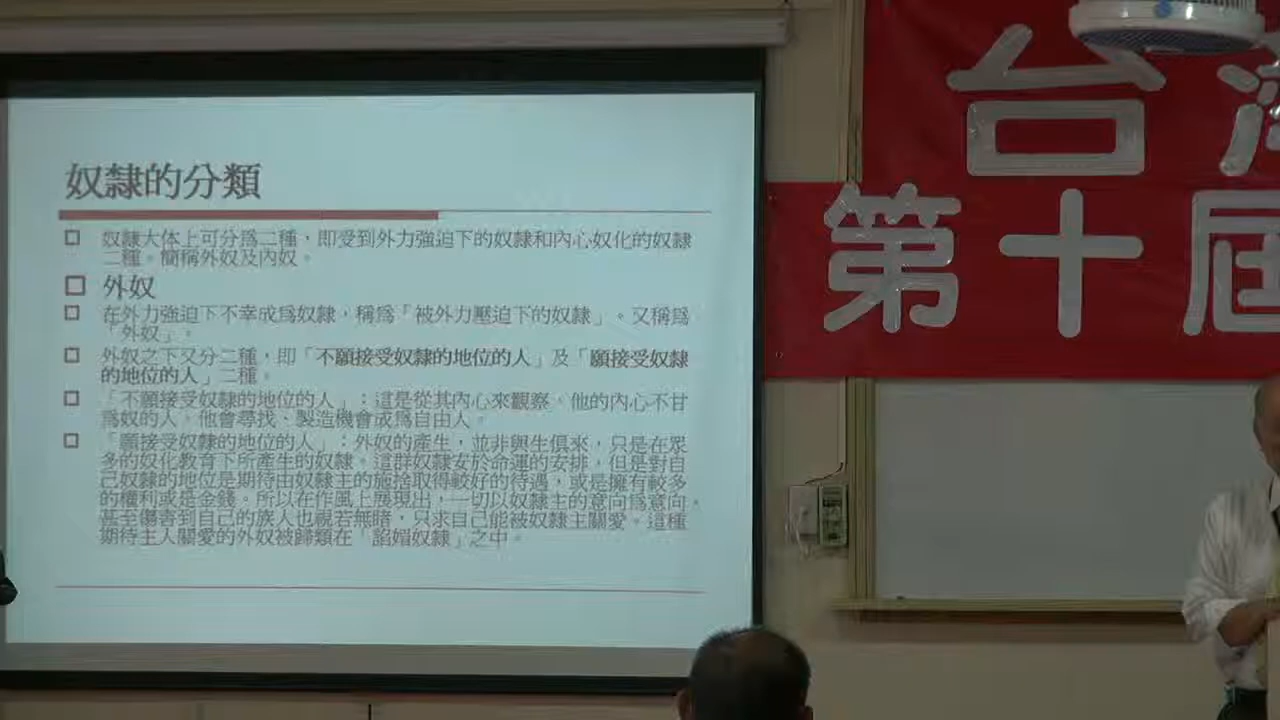 奴隸的分類
奴隸大体上可分為二種，即受到外力強迫下的奴隸和內心奴化的奴隸
二種。簡稱外奴及內奴。
外奴
在外力強迫下不幸成為奴隸，稱為「被外力壓迫下的奴隸」。又稱為
「外奴」。
外奴之下又分二種，即「不願接受奴隸的地位的人」及「願接受奴隸
的地位的人」二種。
「不願接受奴隸的地位的人」：這是從其內心來觀察。他的內心不甘
為奴的人。他會尋找、製造機會成為自由人。
「願接受奴隸的地位的人」：外奴的產生，並非與生俱來，只是在眾
多的奴化教育下所產生的奴隸。這群奴隸安於命運的安排，但是對自
己奴隸的地位是期待由奴隸主的施捨取得較好的待遇，或是擁有較多
的權利或是金錢。所以在作風上展現出，一切以奴隸主的意向為意向。
甚至傷害到自己的族人也視若無睹，只求自己能被奴隸主關愛。這種
期待主人關愛的外奴被歸類在「諂媚奴隸」之中。
台
第十屆